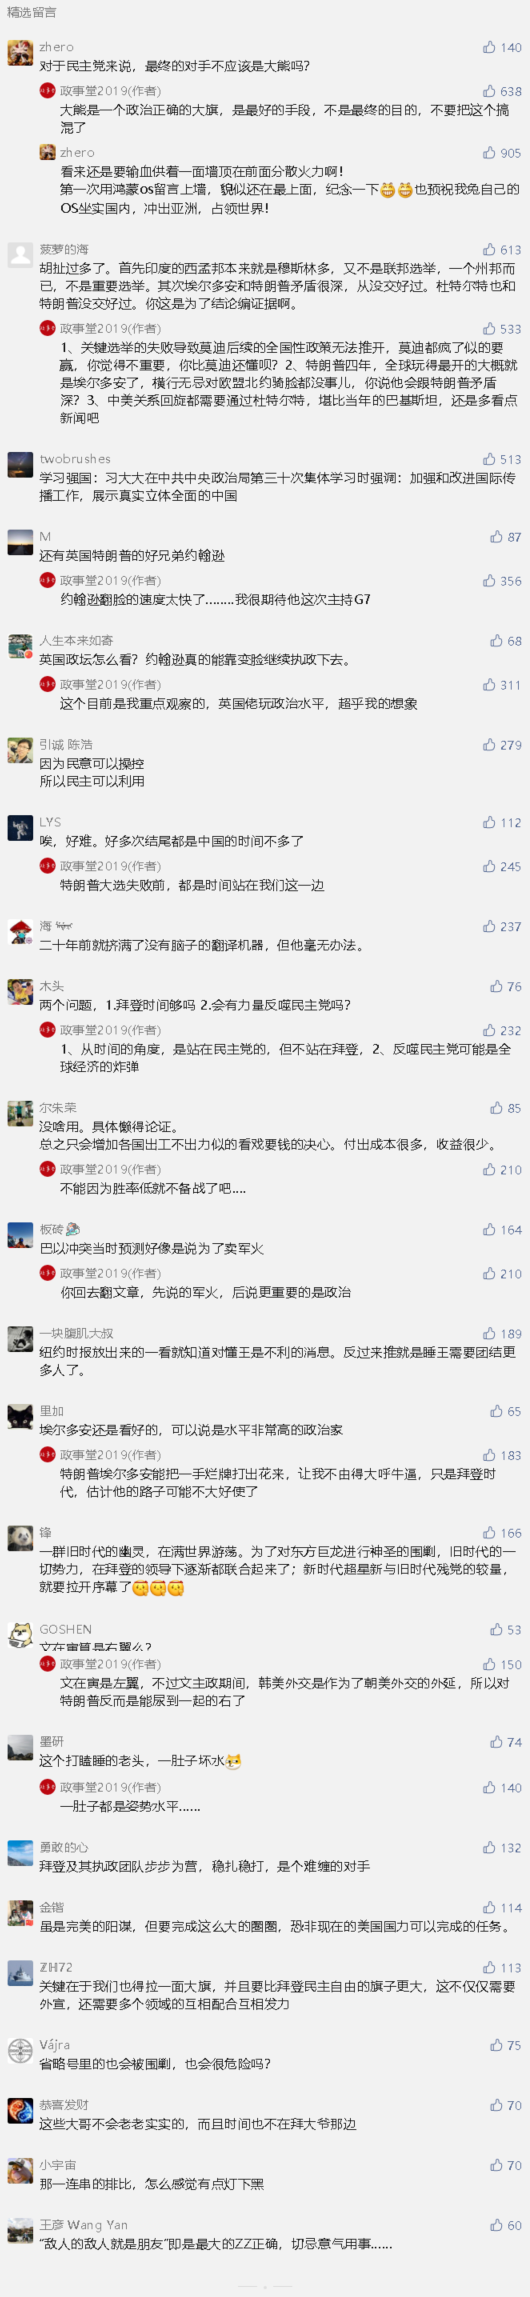 精选留言
zhero 140
对于民主党来说，最终的对手不应该是大熊吗？
政事堂2019(作者) 638
大熊是一个政治正确的大旗，是最好的手段，不是最终的目的，不要把这个搞
混了
zhero 905
看来还是要输血供着一面墙顶在前面分散火力啊！
第一次用鸿蒙os留言上墙，貌似还在最上面，纪念一下😁😁也预祝我兔自己的
OS坐实国内，冲出亚洲，占领世界！
菠萝的海 613
胡扯过多了。首先印度的西孟邦本来就是穆斯林多，又不是联邦选举，一个州邦而
已，不是重要选举。其次埃尔多安和特朗普矛盾很深，从没交好过。杜特尔特也和
特朗普没交好过。你这是为了结论编证据啊。
政事堂2019(作者) 533
1、关键选举的失败导致莫迪后续的全国性政策无法推开，莫迪都疯了似的要
赢，你觉得不重要，你比莫迪还懂呗？2、特朗普四年，全球玩得最开的大概就
是埃尔多安了，横行无忌对欧盟北约骑脸都没事儿，你说他会跟特朗普矛盾
深？3、中美关系回旋都需要通过杜特尔特，堪比当年的巴基斯坦，还是多看点
新闻吧
twobrushes 513
学习强国：习大大在中共中央政治局第三十次集体学习时强调：加强和改进国际传
播工作，展示真实立体全面的中国
M 87
还有英国特朗普的好兄弟约翰逊
政事堂2019(作者) 356
约翰逊翻脸的速度太快了........我很期待他这次主持G7
人生本来如寄 68
英国政坛怎么看？约翰逊真的能靠变脸继续执政下去。
政事堂2019(作者) 311
这个目前是我重点观察的，英国佬玩政治水平，超乎我的想象
引诚 陈浩 279
因为民意可以操控
所以民主可以利用
LYS 112
唉，好难。好多次结尾都是中国的时间不多了
政事堂2019(作者) 245
特朗普大选失败前，都是时间站在我们这一边
海 237
二十年前就挤满了没有脑子的翻译机器，但他毫无办法。
木头 76
两个问题，1.拜登时间够吗 2.会有力量反噬民主党吗？
政事堂2019(作者) 232
1、从时间的角度，是站在民主党的，但不站在拜登，2、反噬民主党可能是全
球经济的炸弹
尔朱荣 85
没啥用。具体懒得论证。
总之只会增加各国出工不出力似的看戏要钱的决心。付出成本很多，收益很少。
政事堂2019(作者) 210
不能因为胜率低就不备战了吧....
板砖 164
巴以冲突当时预测好像是说为了卖军火
政事堂2019(作者) 210
你回去翻文章，先说的军火，后说更重要的是政治
一块腹肌大叔 189
纽约时报放出来的一看就知道对懂王是不利的消息。反过来推就是睡王需要团结更
多人了。
里加 65
埃尔多安还是看好的，可以说是水平非常高的政治家
政事堂2019(作者) 183
特朗普埃尔多安能把一手烂牌打出花来，让我不由得大呼牛逼，只是拜登时
代，估计他的路子可能不大好使了
锋 166
一群旧时代的幽灵，在满世界游荡。为了对东方巨龙进行神圣的围剿，旧时代的一
切势力，在拜登的领导下逐渐都联合起来了；新时代超星新与旧时代残党的较量，
就要拉开序幕了
GOSHEN 53
文在寅算是右翼么？
政事堂2019(作者) 150
文在寅是左翼，不过文主政期间，韩美外交是作为了朝美外交的外延，所以对
特朗普反而是能尿到一起的右了
墨研 74
这个打瞌睡的老头，一肚子坏水
政事堂2019(作者) 140
一肚子都是姿势水平......
勇敢的心 132
拜登及其执政团队步步为营，稳扎稳打，是个难缠的对手
金锴 114
虽是完美的阳谋，但要完成这么大的圈圈，恐非现在的美国国力可以完成的任务。
ZH72 113
关键在于我们也得拉一面大旗，并且要比拜登民主自由的旗子更大，这不仅仅需要
外宣，还需要多个领域的互相配合互相发力
Vájra 75
省略号里的也会被围剿，也会很危险吗？
恭喜发财 70
这些大哥不会老老实实的，而且时间也不在拜大爷那边
小宇宙 70
那一连串的排比，怎么感觉有点灯下黑
王彦 Wang Yan 60
“敌人的敌人就是朋友”即是最大的ZZ正确，切忌意气用事......